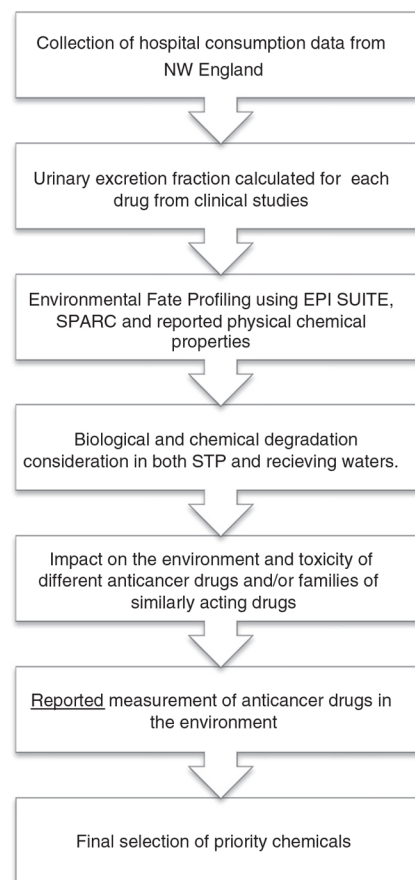 Collection of hospital consumption data from
NW England
Urinary excretion fraction calculated for each
drug from clinical studies
Environmental Fate Profiling using EPI SUITE,
SPARC and reported physical chemical
properties
Biological and chemical degradation
consideration in both STP and recieving waters.
Impact on the environment and toxicity of
different anticancer drugs and/or families of
similarly acting drugs
Reported measurement of anticancer drugs in
the environment
Final selection of priority chemicals